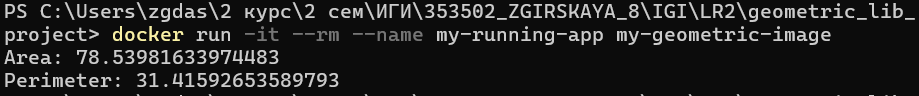 PS C:\Users\zgdas\2 курс\2 сем\ИГИ\353502_ZGIRSKAYA_8\IGI\LR2\geometric_lib_
project> docker run -it --rm --name my-running-app my-geometric-image
Area: 78.53981633974483
Perimeter: 31.41592653589793